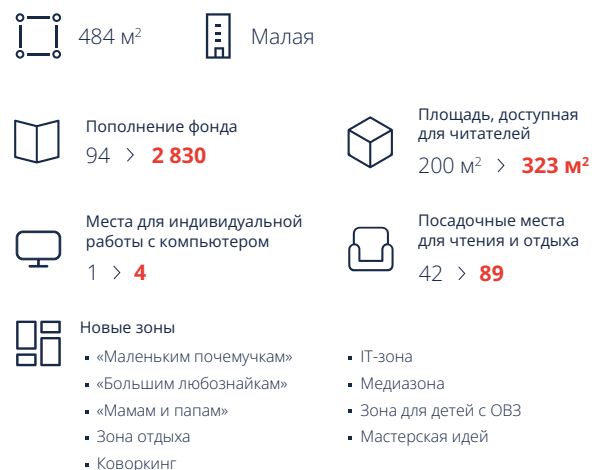 484 м²
Малая
Пополнение фонда
94 > 2 830
Площадь, доступная
для читателей
200 м² > 323 м²
Места для индивидуальной
работы с компьютером
1 > 4
Посадочные места
для чтения и отдыха
42 > 89
Новые зоны
▪ «Маленьким почемучкам»
▪ «Большим любознайкам»
▪ «Мамам и папам»
▪ Зона отдыха
▪ Коворкинг
▪ IT-зона
▪ Медиазона
▪ Зона для детей с ОВЗ
▪ Мастерская идей